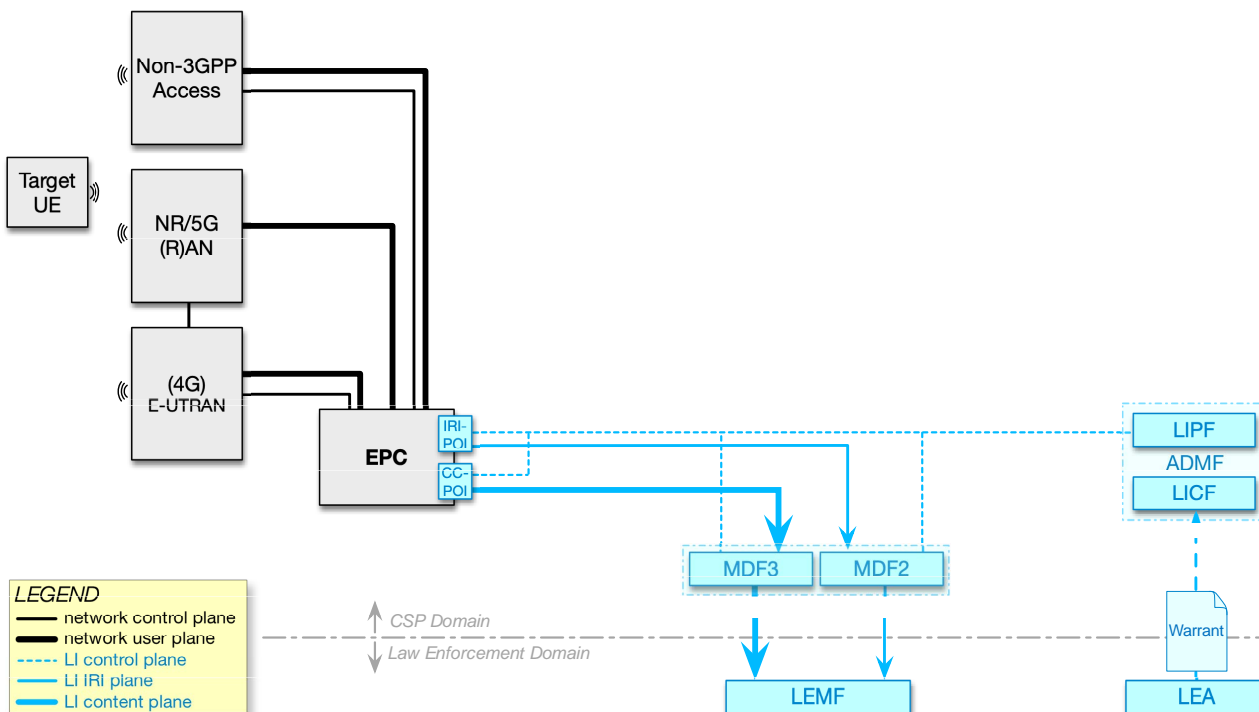 Non-3GPP
Access
Target
UE
NR/5G
(R)AN
(4G)
E-UTRAN
EPC
IRI-
POI
CC-
POI
LIPF
ADMF
LICF
MDF3
MDF2
LEGEND
network control plane
network user plane
LI control plane
LI IRI plane
LI content plane
CSP Domain
Law Enforcement Domain
Warrant
LEMF
LEA